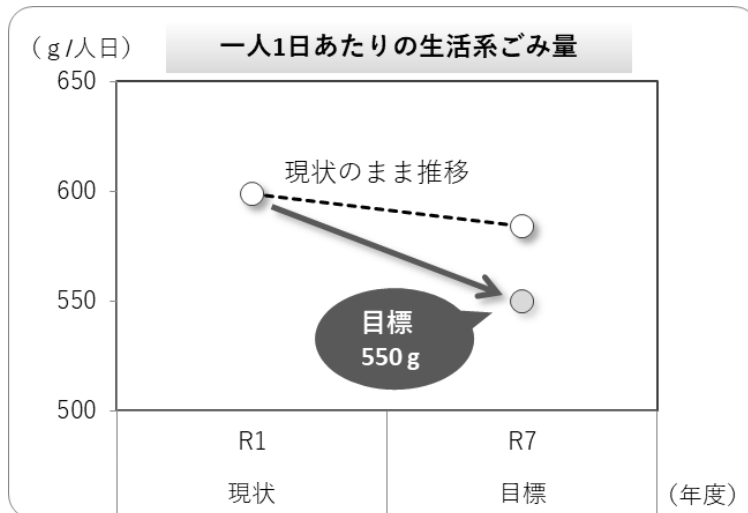 （ｇ/人日）
一人1日あたりの生活系ごみ量
650
600
550
500
現状のまま推移
目標
550ｇ
R1
R7
現状
目標
（年度）